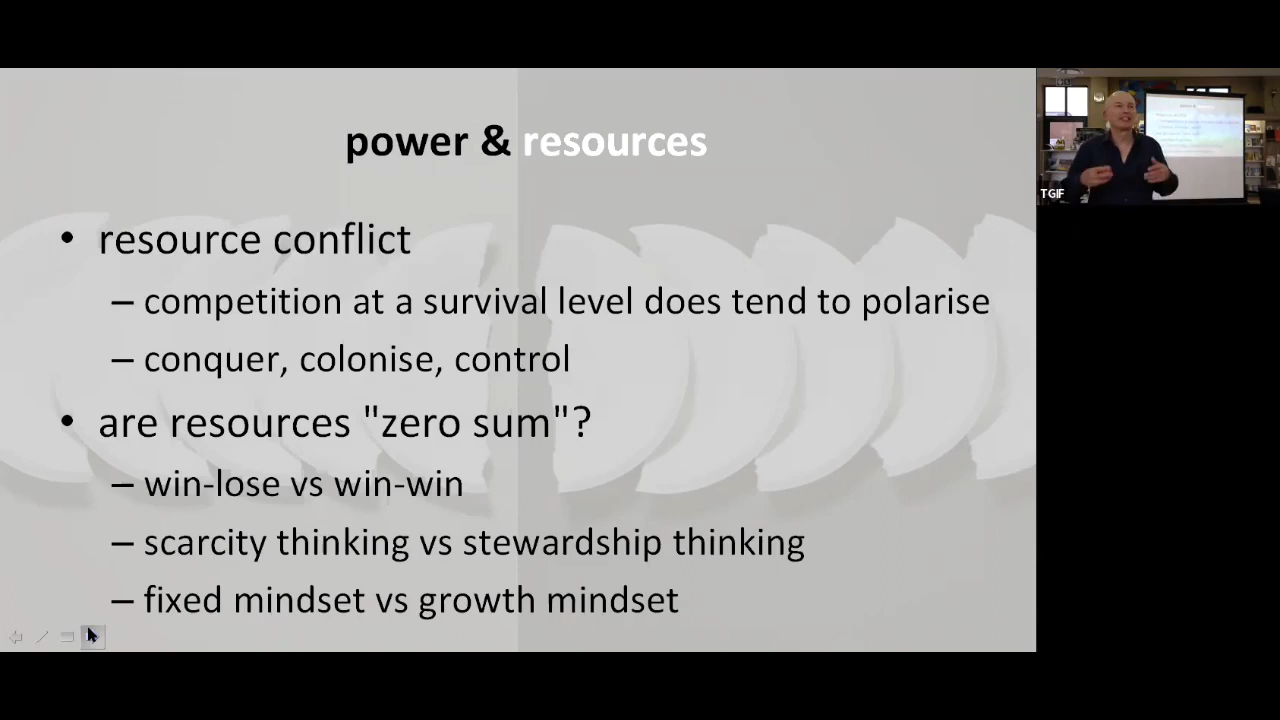 power & resources
• resource conflict
– competition at a survival level does tend to polarise
– conquer, colonise, control
• are resources "zero sum"?
– win-lose vs win-win
– scarcity thinking vs stewardship thinking
– fixed mindset vs growth mindset
TGIF